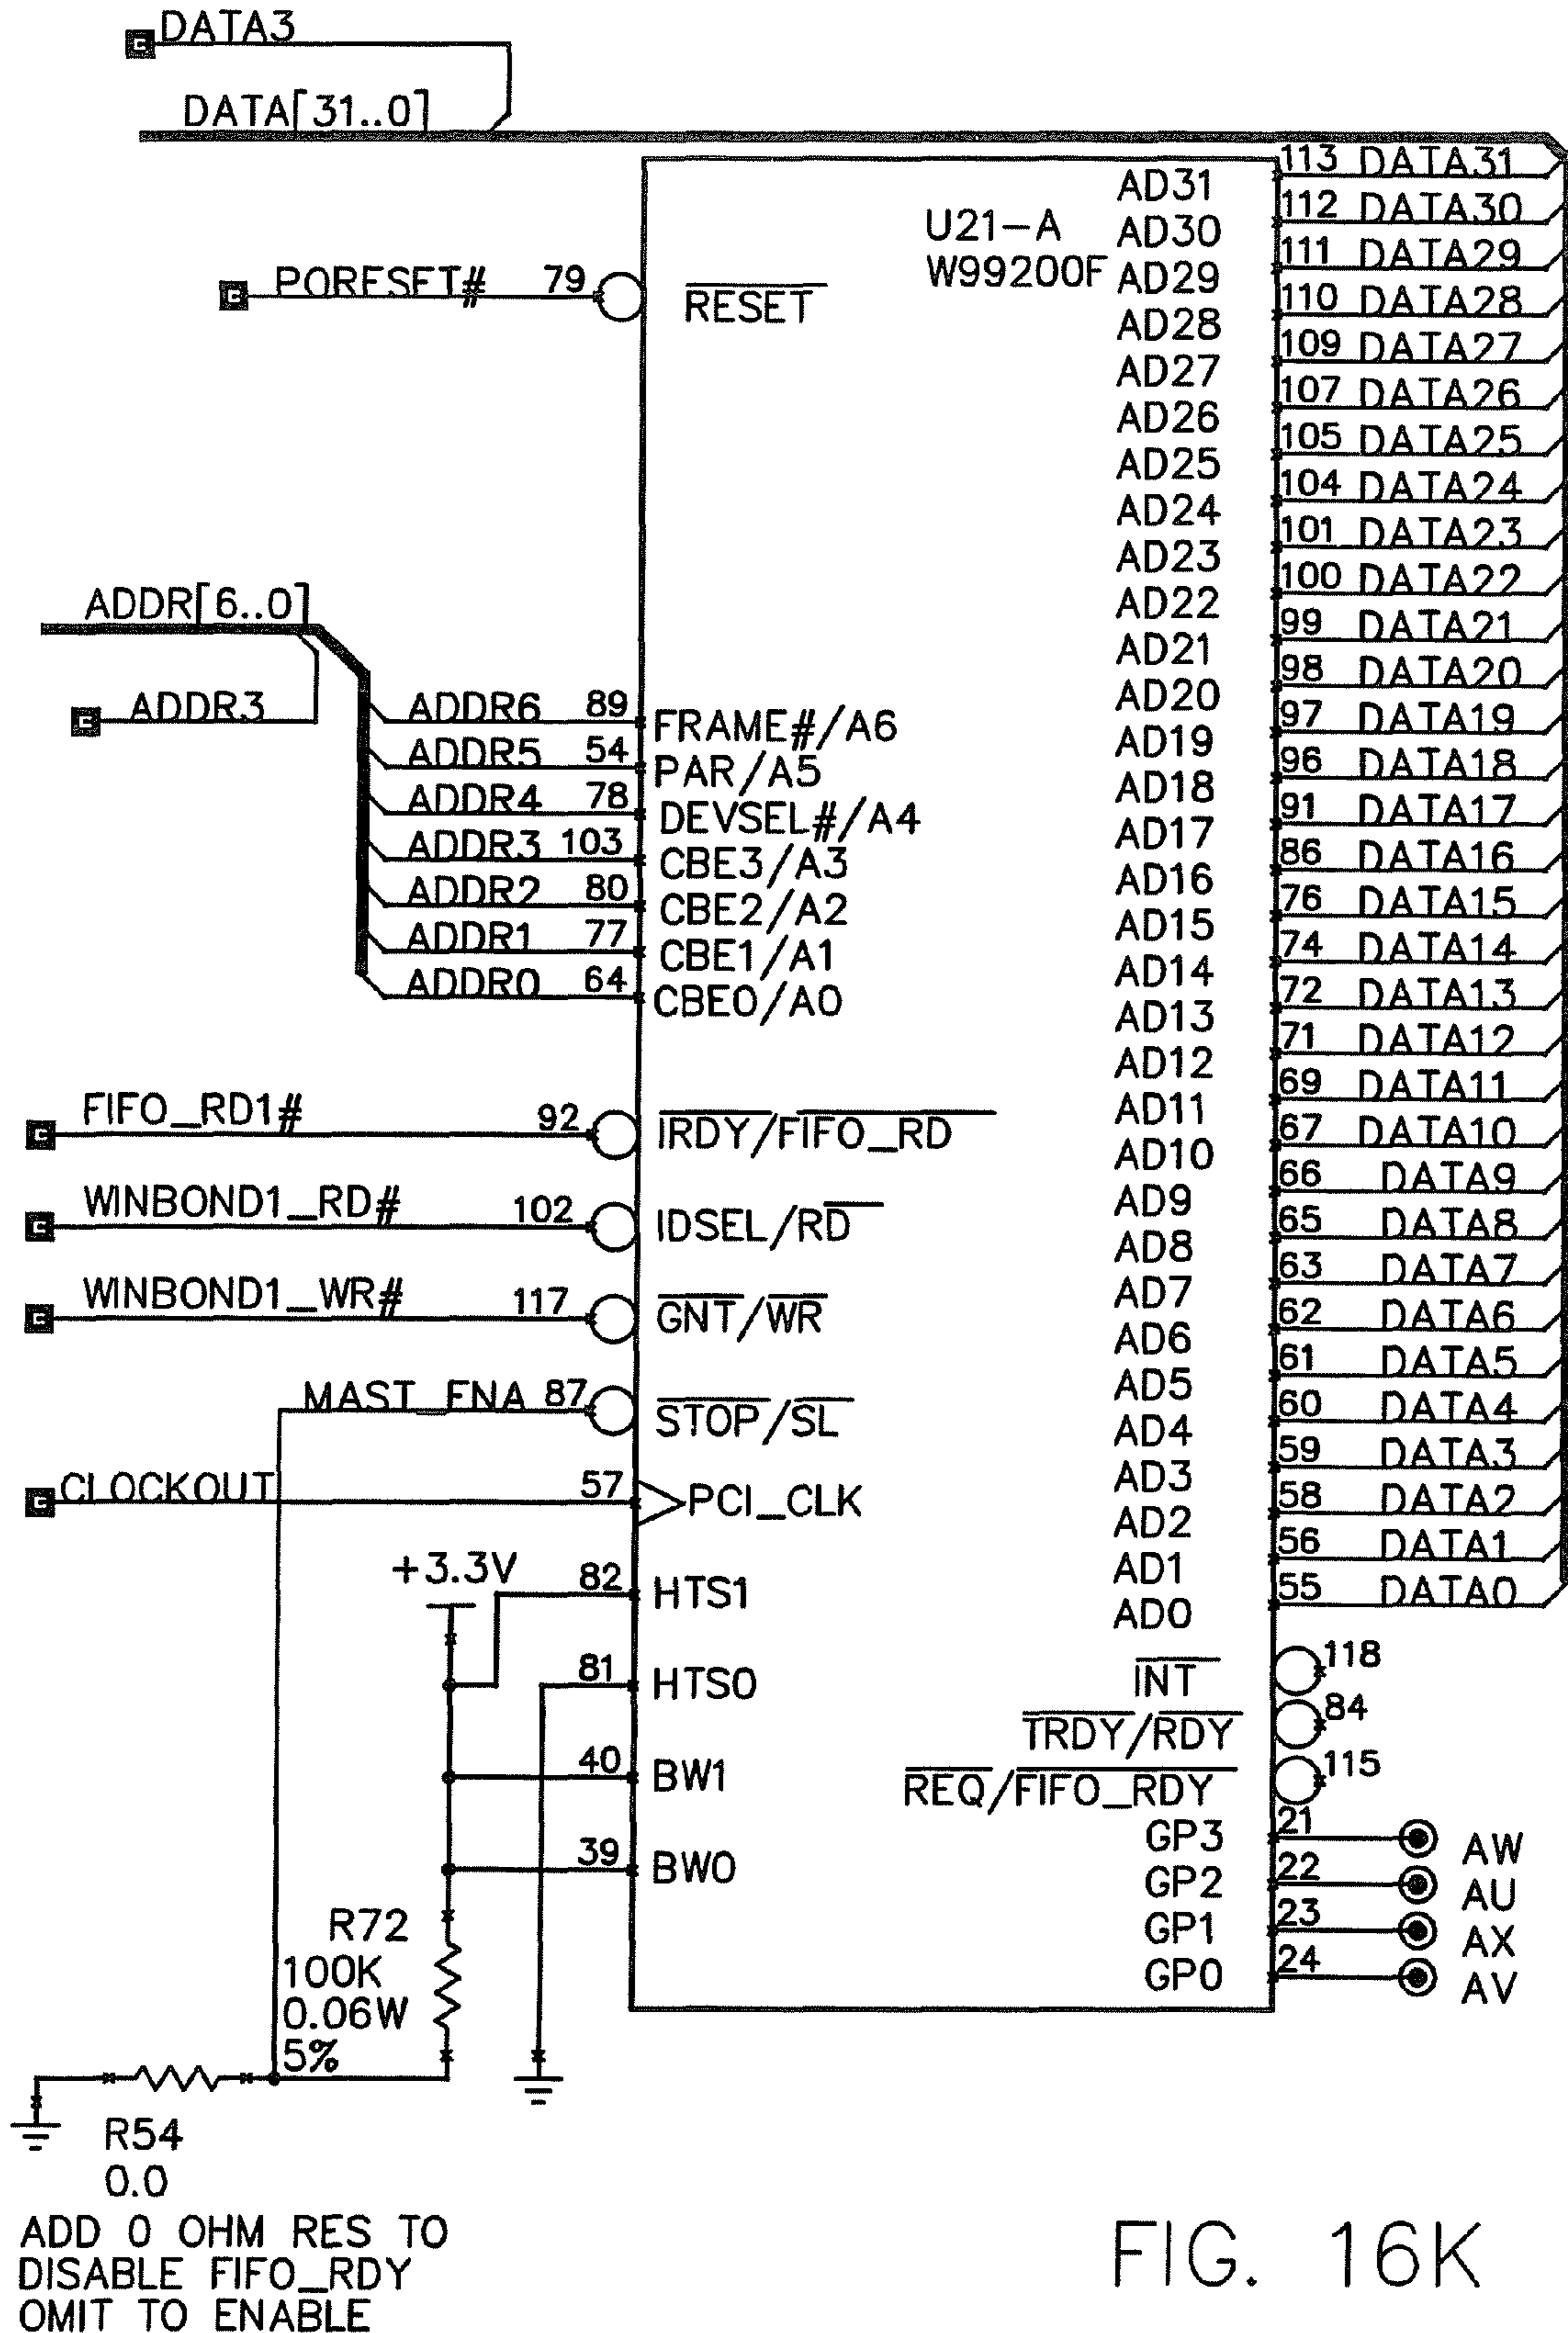 DATA3
DATA[31..0]
U21-A
W99200F
PORESET# 79 RESET
ADDR[6..0]
ADDR3
ADDR6 89 FRAME#/A6
ADDR5 54 PAR/A5
ADDR4 78 DEVSEL#/A4
ADDR3 103 CBE3/A3
ADDR2 80 CBE2/A2
ADDR1 77 CBE1/A1
ADDR0 64 CBE0/A0
FIFO_RD1# 92 IRDY/FIFO_RD
WINBOND1_RD# 102 IDSEL/RD
WINBOND1_WR# 117 GNT/WR
MAST_ENA 87 STOP/SL
CLOCKOUT 57 PCI_CLK
+3.3V
82 HTS1
81 HTS0
40 BW1
39 BW0
R72
100K
0.06W
5%
R54
0.0
ADD 0 OHM RES TO
DISABLE FIFO_RDY
OMIT TO ENABLE
AD31 113 DATA31
AD30 112 DATA30
AD29 111 DATA29
AD28 110 DATA28
AD27 109 DATA27
AD26 107 DATA26
AD25 105 DATA25
AD24 104 DATA24
AD23 101 DATA23
AD22 100 DATA22
AD21 99 DATA21
AD20 98 DATA20
AD19 97 DATA19
AD18 96 DATA18
AD17 91 DATA17
AD16 86 DATA16
AD15 76 DATA15
AD14 74 DATA14
AD13 72 DATA13
AD12 71 DATA12
AD11 69 DATA11
AD10 67 DATA10
AD9 66 DATA9
AD8 65 DATA8
AD7 63 DATA7
AD6 62 DATA6
AD5 61 DATA5
AD4 60 DATA4
AD3 59 DATA3
AD2 58 DATA2
AD1 56 DATA1
AD0 55 DATA0
INT 118
TRDY/RDY 84
REQ/FIFO_RDY 115
GP3 21 AW
GP2 22 AU
GP1 23 AX
GP0 24 AV
FIG. 16K